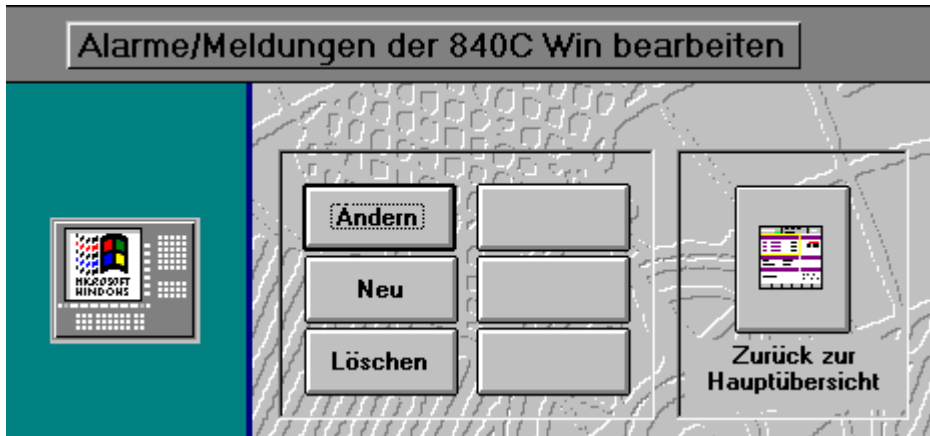 Alarme/Meldungen der 840C Win bearbeiten
MICROSOFT
WINDOWS
Ändern
Neu
Löschen
Zurück zur
Hauptübersicht